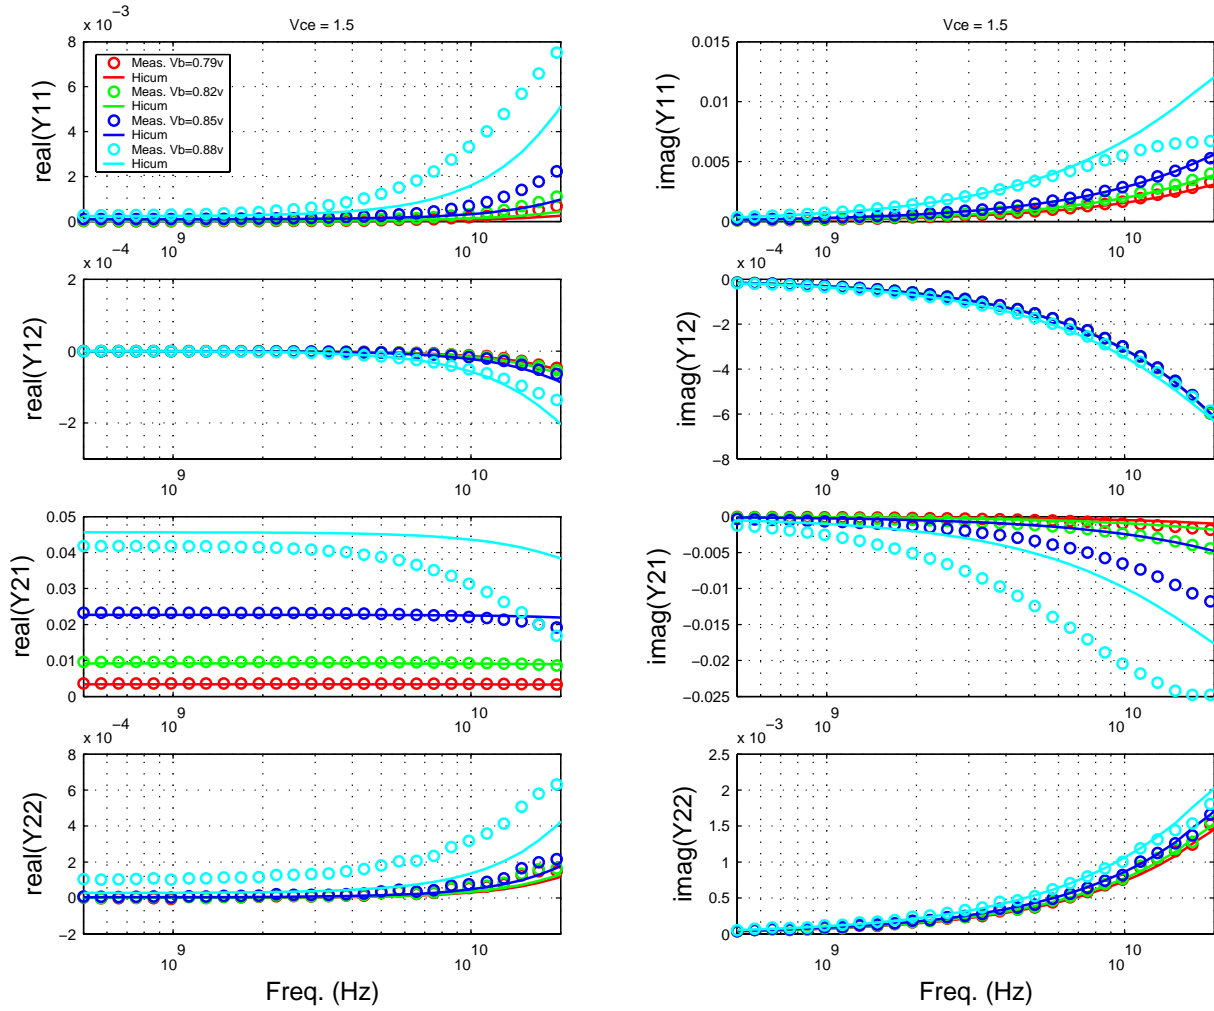 Vce = 1.5
x 10 −3
real(Y11)
8
6
4
2
0
Meas. Vb=0.79v
Hicum
Meas. Vb=0.82v
Hicum
Meas. Vb=0.85v
Hicum
Meas. Vb=0.88v
Hicum
10 9
10 10
Vce = 1.5
imag(Y11)
0.015
0.01
0.005
0
10 9
10 10
x 10 −4
real(Y12)
2
0
−2
10 9
10 10
x 10 −4
imag(Y12)
0
−2
−4
−6
−8
10 9
10 10
real(Y21)
0.05
0.04
0.03
0.02
0.01
0
10 9
10 10
imag(Y21)
0
−0.005
−0.01
−0.015
−0.02
−0.025
10 9
10 10
x 10 −4
real(Y22)
8
6
4
2
0
−2
10 9
10 10
Freq. (Hz)
x 10 −3
imag(Y22)
2.5
2
1.5
1
0.5
0
10 9
10 10
Freq. (Hz)